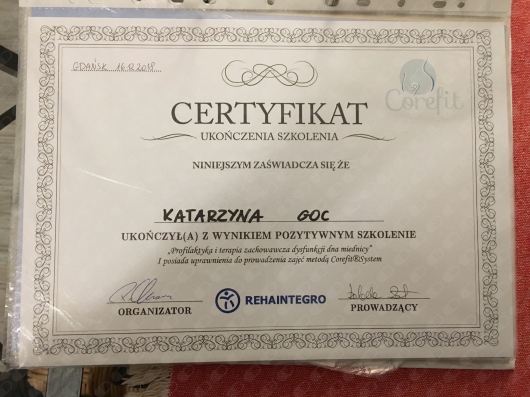 GDAŃSK 16.12.2018
Corefit
CERTYFIKAT
UKOŃCZENIA SZKOLENIA
NINIEJSZYM ZAŚWIADCZA SIĘ ŻE
KATARZYNA GOC
UKOŃCZYŁ(A) Z WYNIKIEM POZYTYWNYM SZKOLENIE
„Profilaktyka i terapia zachowawcza dysfunkcji dna miednicy"
I posiada uprawnienia do prowadzenia zajęć metodą Corefit®System
ORGANIZATOR
REHAINTEGRO
PROWADZĄCY